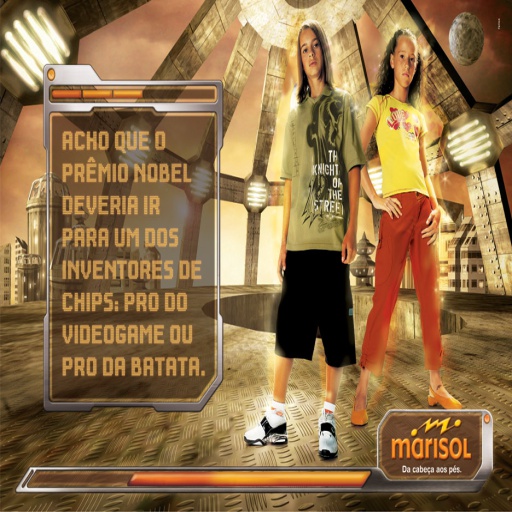 ACHO QUE O
PRÊMIO NOBEL
DEVERIA IR
PARA UM DOS
INVENTORES DE
CHIPS: PRO DO
VIDEOGAME OU
PRO DA BATATA.
THE
KNIGHT
OF
THE
STREET
marisol
Da cabeça aos pés.